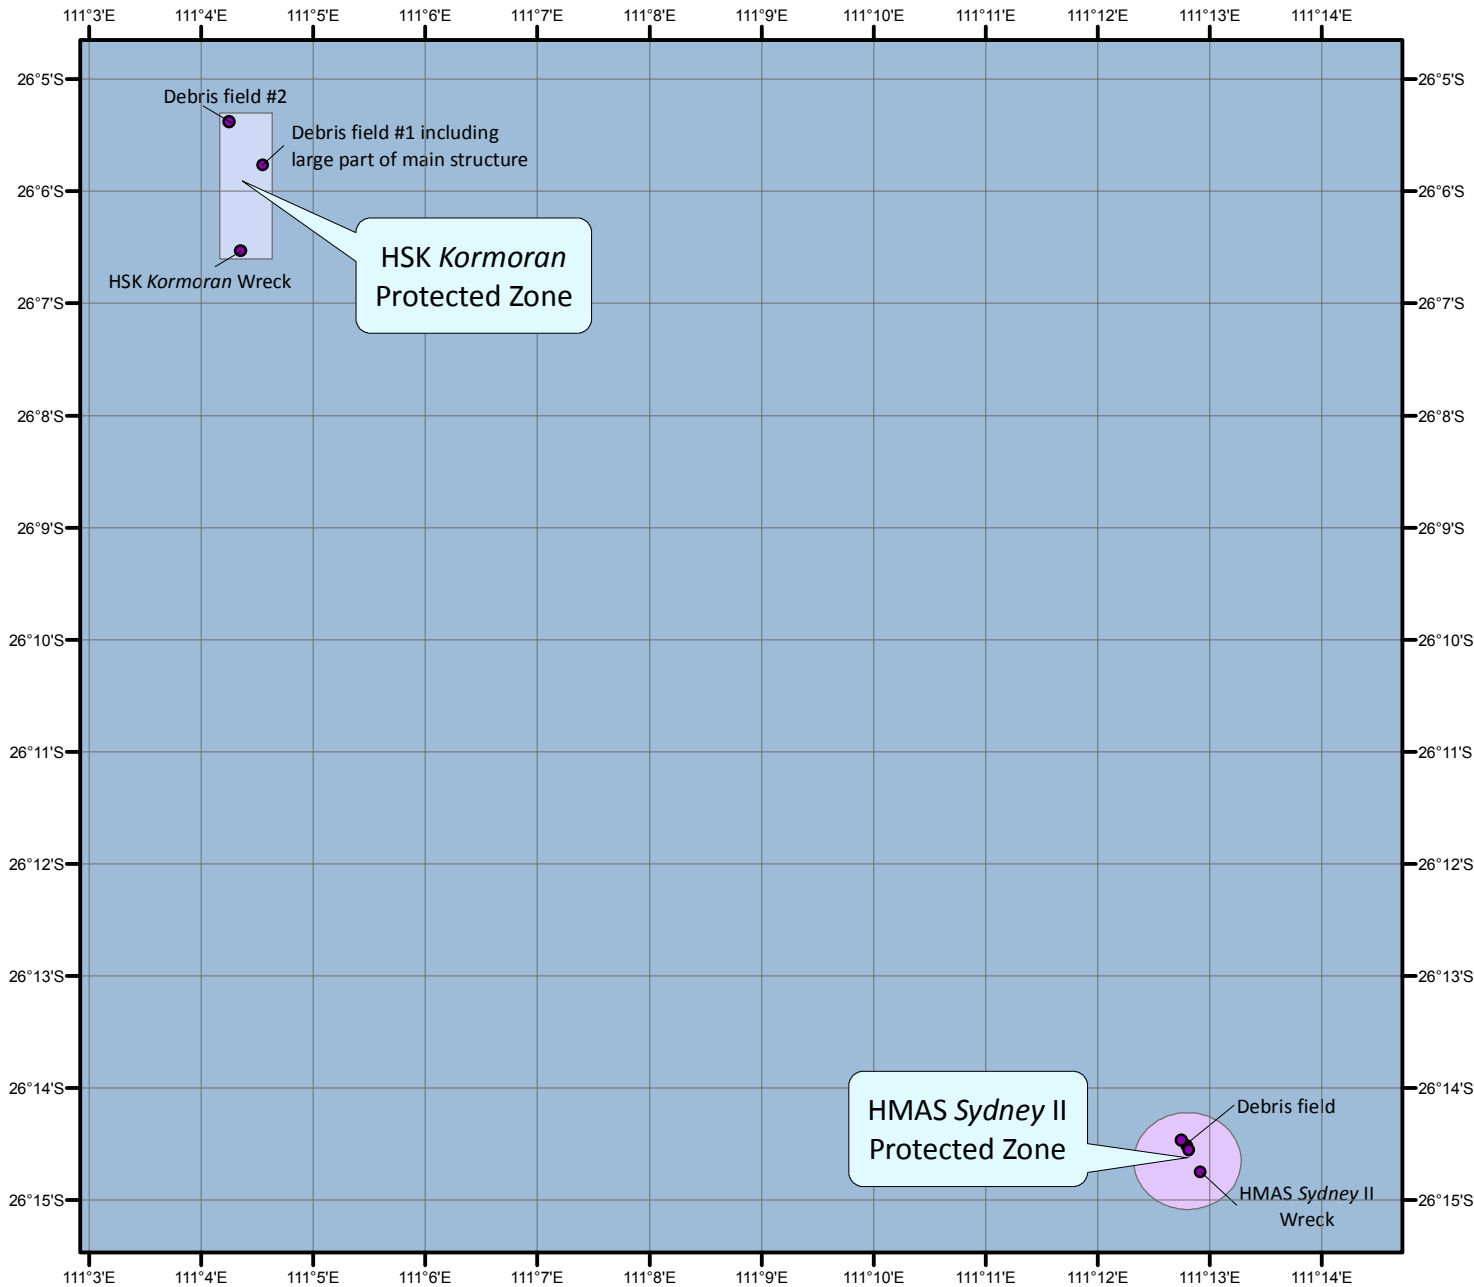 111°3'E 111°4'E 111°5'E 111°6'E 111°7'E 111°8'E 111°9'E 111°10'E 111°11'E 111°12'E 111°13'E 111°14'E
26°5'S 26°5'S
Debris field #2
Debris field #1 including
large part of main structure
26°6'S 26°6'S
HSK Kormoran
Protected Zone
HSK Kormoran Wreck
26°7'S 26°7'S
26°8'S 26°8'S
26°9'S 26°9'S
26°10'S 26°10'S
26°11'S 26°11'S
26°12'S 26°12'S
26°13'S 26°13'S
26°14'S 26°14'S
HMAS Sydney II
Protected Zone
Debris field
HMAS Sydney II
Wreck
26°15'S 26°15'S
111°3'E 111°4'E 111°5'E 111°6'E 111°7'E 111°8'E 111°9'E 111°10'E 111°11'E 111°12'E 111°13'E 111°14'E